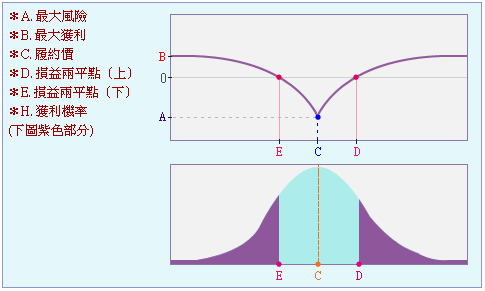 ＊A. 最大風險
＊B. 最大獲利
＊C. 履約價
＊D. 損益兩平點〔上〕
＊E. 損益兩平點〔下〕
＊H. 獲利機率
(下圖紫色部分)
B
0
A
E C D
E C D